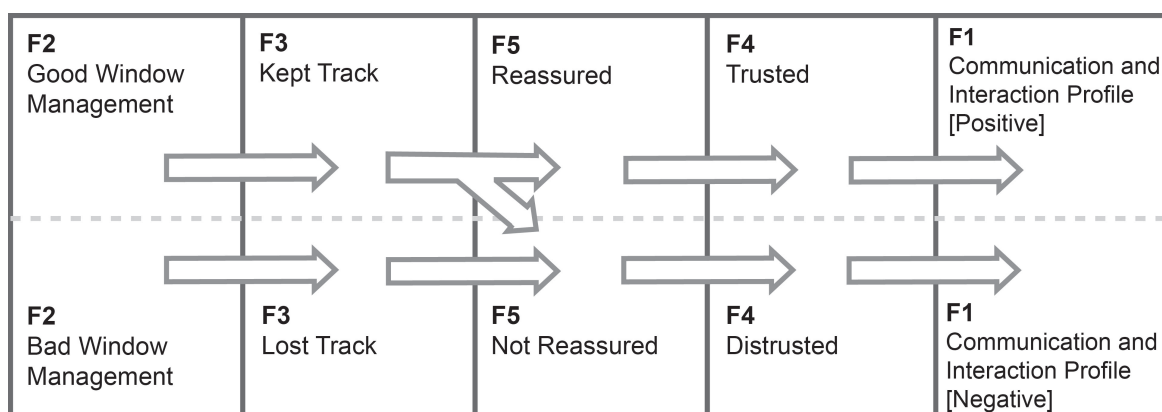 F2
Good Window
Management
F3
Kept Track
F5
Reassured
F4
Trusted
F1
Communication and
Interaction Profile
[Positive]
F2
Bad Window
Management
F3
Lost Track
F5
Not Reassured
F4
Distrusted
F1
Communication and
Interaction Profile
[Negative]